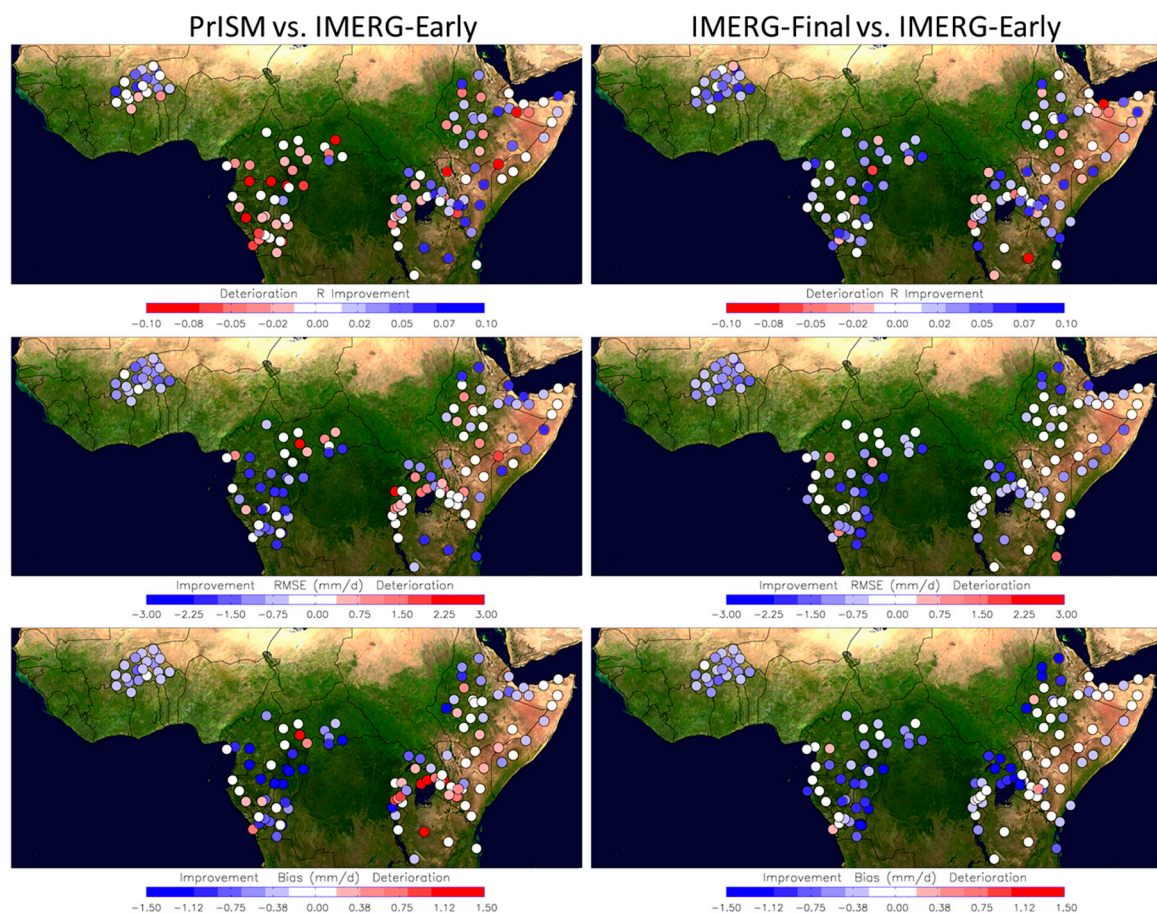 PrISM vs. IMERG-Early
IMERG-Final vs. IMERG-Early
Deterioration R Improvement
-0.10 -0.08 -0.05 -0.02 0.00 0.02 0.05 0.07 0.10
Deterioration R Improvement
-0.10 -0.08 -0.05 -0.02 0.00 0.02 0.05 0.07 0.10
Improvement RMSE (mm/d) Deterioration
-3.00 -2.25 -1.50 -0.75 0.00 0.75 1.50 2.25 3.00
Improvement RMSE (mm/d) Deterioration
-3.00 -2.25 -1.50 -0.75 0.00 0.75 1.50 2.25 3.00
Improvement Bias (mm/d) Deterioration
-1.50 -1.12 -0.75 -0.38 0.00 0.38 0.75 1.12 1.50
Improvement Bias (mm/d) Deterioration
-1.50 -1.12 -0.75 -0.38 0.00 0.38 0.75 1.12 1.50